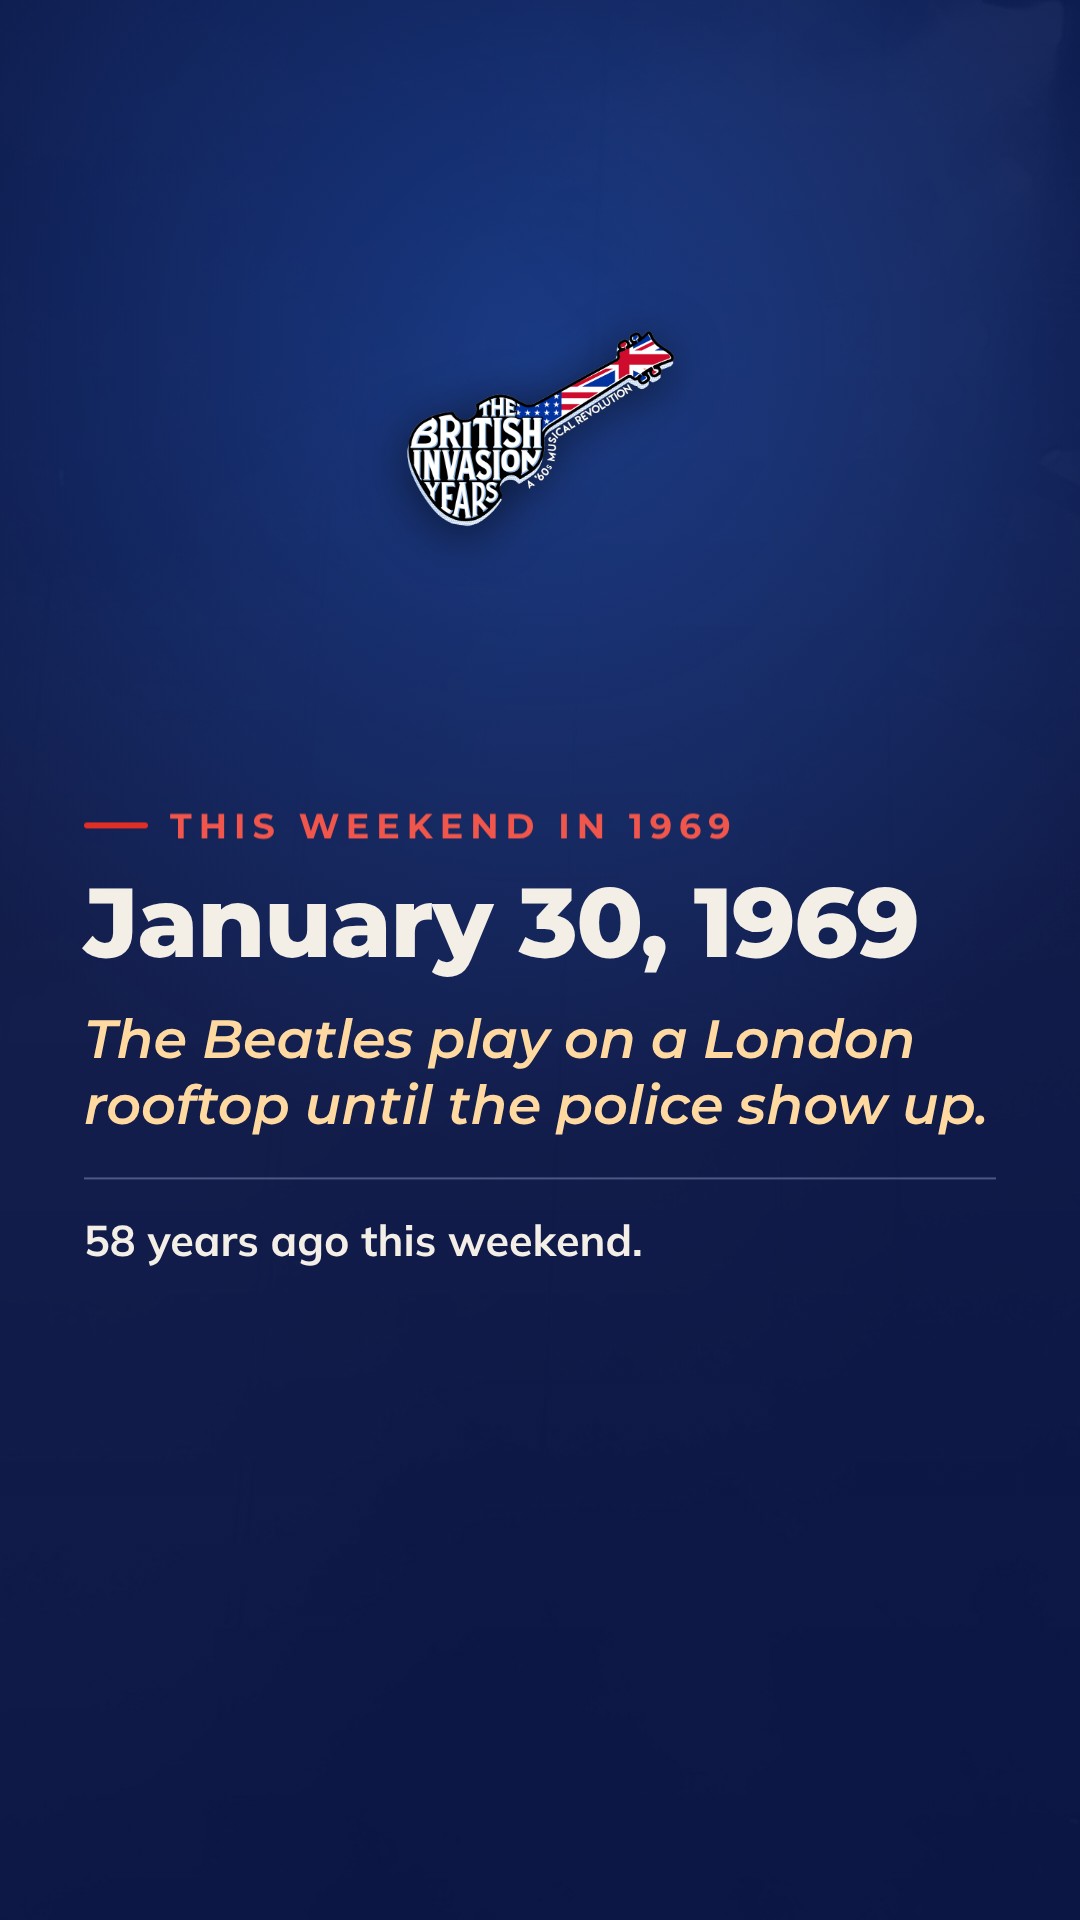 THE
BRITISH
INVASION
YEARS
A '60s MUSICAL REVOLUTION
THIS WEEKEND IN 1969
January 30, 1969
The Beatles play on a London
rooftop until the police show up.
58 years ago this weekend.